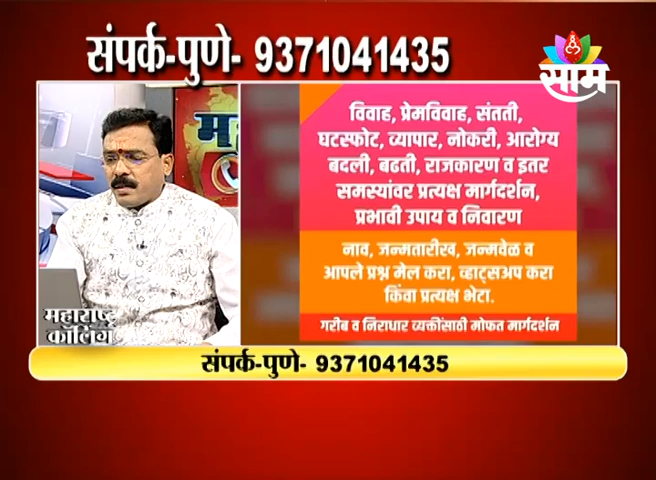 संपर्क-पुणे- 9371041435
साम
विवाह, प्रेमविवाह, संतती,
घटस्फोट, व्यापार, नोकरी, आरोग्य
बदली, बढती, राजकारण व इतर
समस्यांवर प्रत्यक्ष मार्गदर्शन,
प्रभावी उपाय व निवारण
नाव, जन्मतारीख, जन्मवेळ व
आपले प्रश्न मेल करा, व्हाट्सअप करा
किंवा प्रत्यक्ष भेटा.
गरीब व निराधार व्यक्तींसाठी मोफत मार्गदर्शन
महाराष्ट्र
कॉलिंग
संपर्क-पुणे- 9371041435